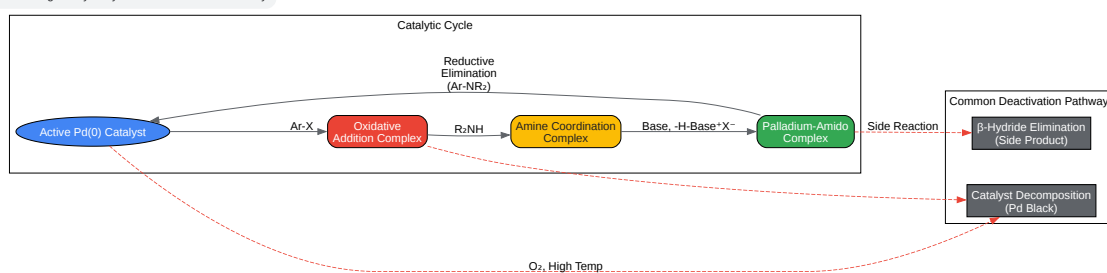 Catalytic Cycle
Reductive
Elimination
(Ar-NR₂)
Common Deactivation Pathway
Active Pd(0) Catalyst
Ar-X
Oxidative
Addition Complex
R₂NH
Amine Coordination
Complex
Base, -H-Base⁺X⁻
Palladium-Amido
Complex
Side Reaction
β-Hydride Elimination
(Side Product)
Catalyst Decomposition
(Pd Black)
O₂, High Temp